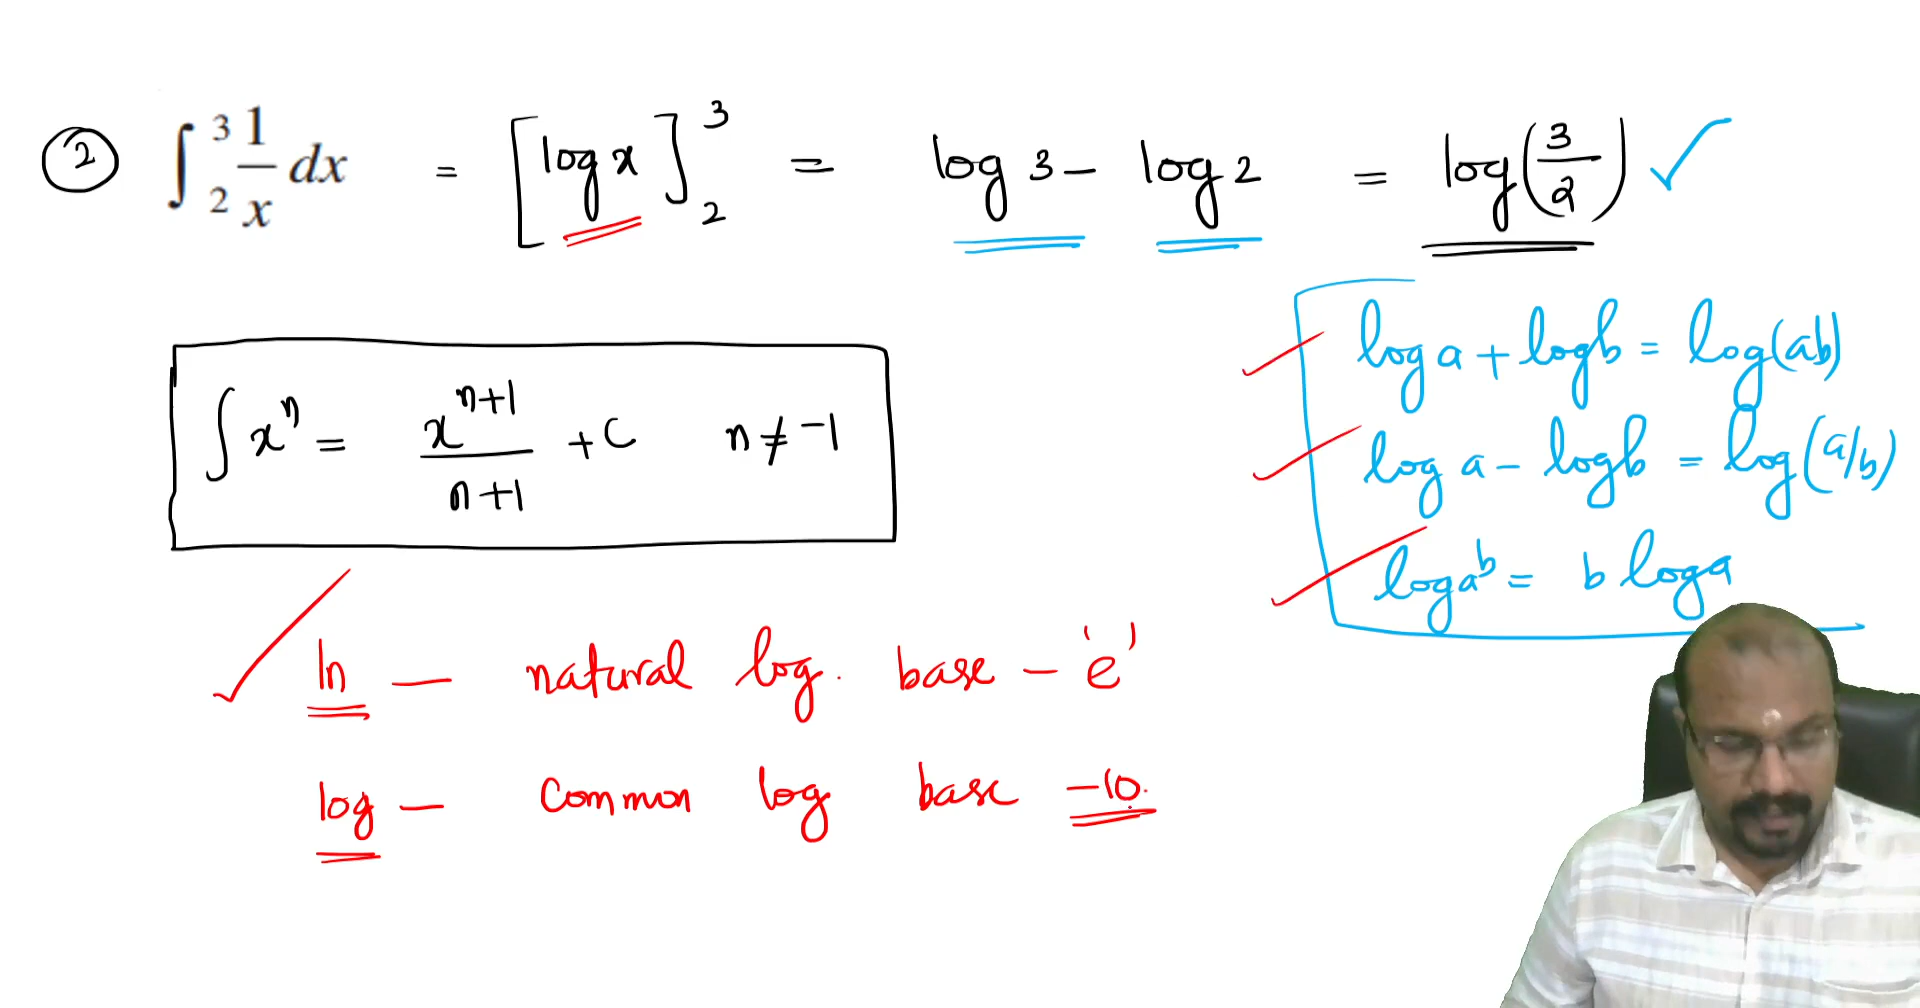 ② ∫₂³ 1/x dx = [log x]₂³ = log 3 – log 2 = log(3/2) ✓
log a + log b = log(ab)
∫ xⁿ = xⁿ⁺¹/n+1 + C n ≠ -1
log a – log b = log(a/b)
log aᵇ = b log a
ln — natural log. base – 'e'
log — common log base – 10.